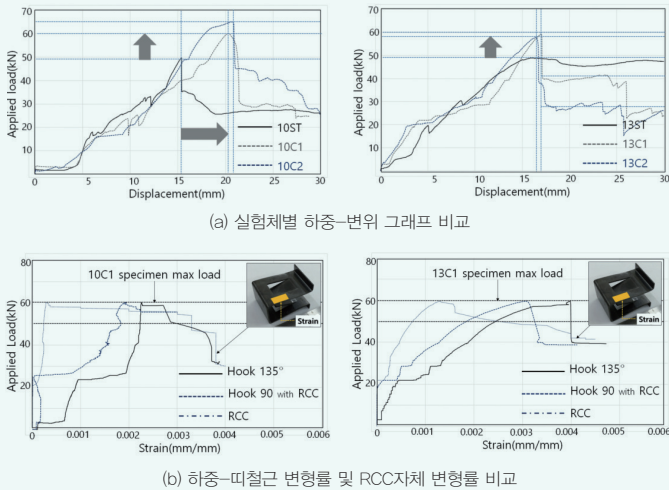 Applied load(kN)
70
60
50
40
30
20
10
10ST
10C1
10C2
0
5
10
15
20
25
30
Displacement(mm)
Applied load(kN)
70
60
50
40
30
20
10
13ST
13C1
13C2
0
5
10
15
20
25
30
Displacement(mm)
(a) 실험체별 하중-변위 그래프 비교
Applied Load(kN)
80
60
40
20
10C1 specimen max load
Strain
Hook 135°
Hook 90 with RCC
RCC
0
0.001
0.002
0.003
0.004
0.005
0.006
Strain(mm/mm)
Applied Load(kN)
80
60
40
20
13C1 specimen max load
Strain
Hook 135°
Hook 90 with RCC
RCC
0
0.001
0.002
0.003
0.004
0.005
0.006
Strain(mm/mm)
(b) 하중-띠철근 변형률 및 RCC자체 변형률 비교